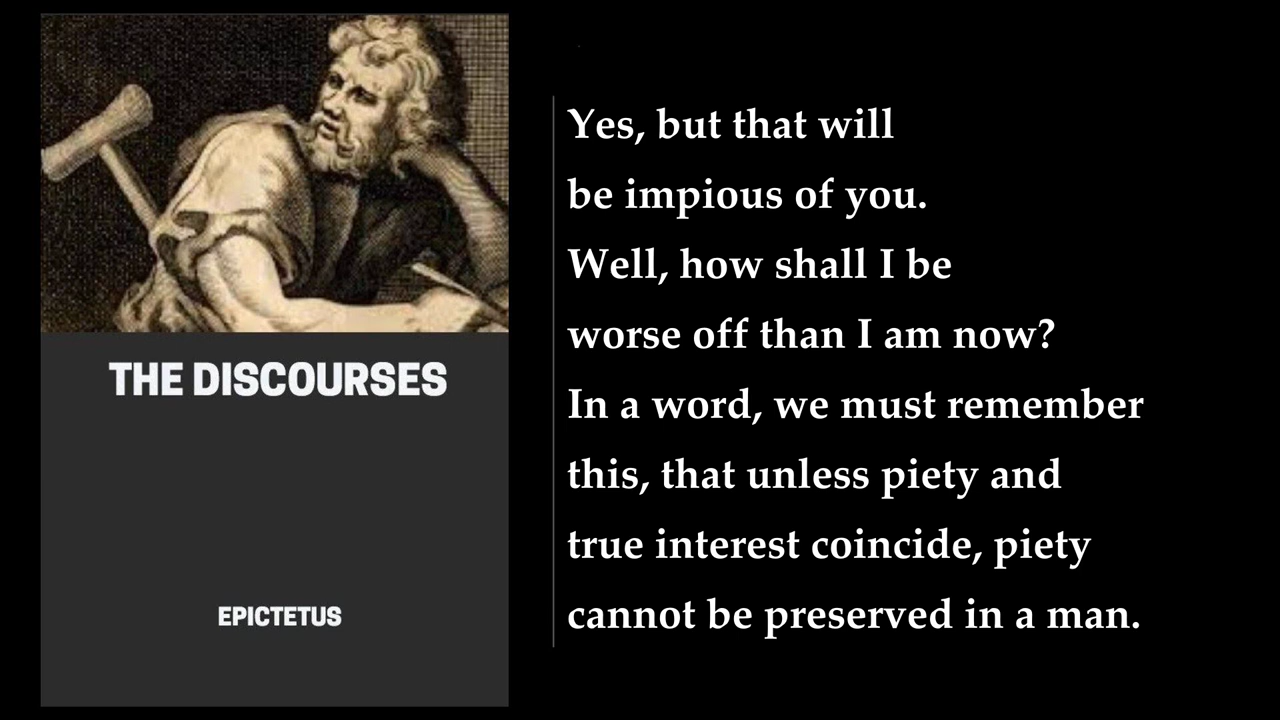 THE DISCOURSES
EPICTETUS
Yes, but that will
be impious of you.
Well, how shall I be
worse off than I am now?
In a word, we must remember
this, that unless piety and
true interest coincide, piety
cannot be preserved in a man.